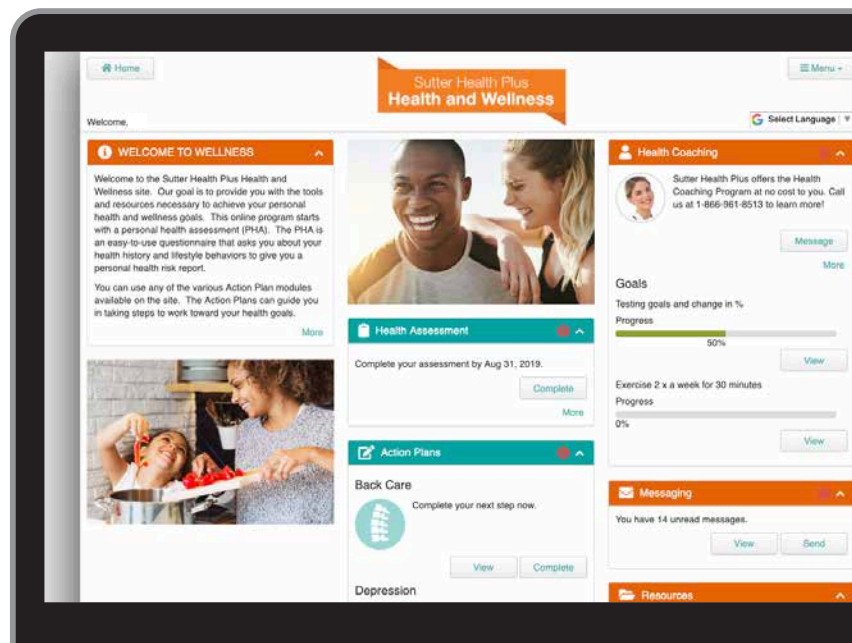 Home
Sutter Health Plus
Health and Wellness
Menu
Welcome,
Select Language
WELCOME TO WELLNESS
Welcome to the Sutter Health Plus Health and
Wellness site. Our goal is to provide you with the tools
and resources necessary to achieve your personal
health and wellness goals. This online program starts
with a personal health assessment (PHA). The PHA is
an easy-to-use questionnaire that asks you about your
health history and lifestyle behaviors to give you a
personal health risk report.
You can use any of the various Action Plan modules
available on the site. The Action Plans can guide you
in taking steps to work toward your health goals.
More
Health Assessment
Complete your assessment by Aug 31, 2019.
Complete
More
Action Plans
Back Care
Complete your next step now.
View Complete
Depression
Health Coaching
Sutter Health Plus offers the Health
Coaching Program at no cost to you. Call
us at 1-866-961-8513 to learn more!
Message
More
Goals
Testing goals and change in %
Progress
50%
View
Exercise 2 x a week for 30 minutes
Progress
0%
View
Messaging
You have 14 unread messages.
View Send
Resources